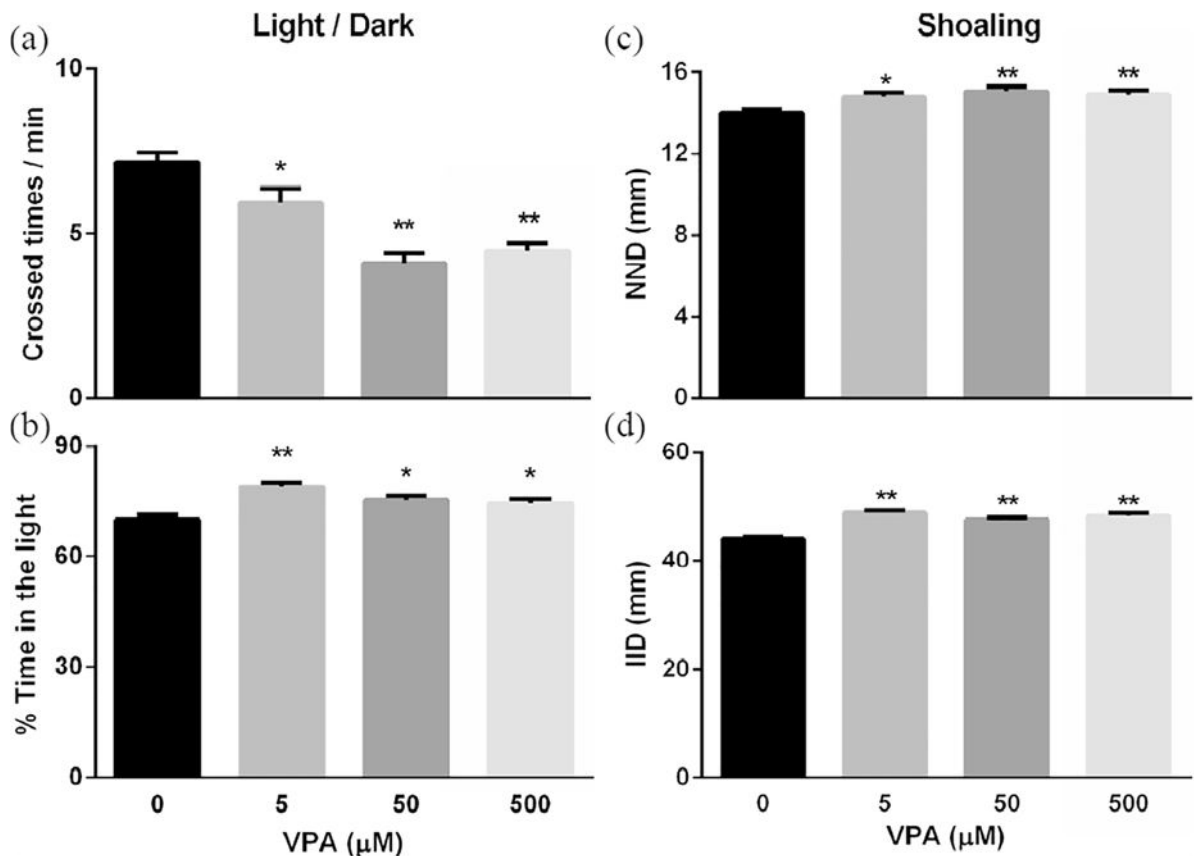 Light / Dark
Shoaling
(a)
Crossed times / min
10
5
0
*
**
**
(c)
NND (mm)
16
12
8
4
0
*
**
**
(b)
% Time in the light
90
60
30
0
**
*
*
0 5 50 500
VPA (μM)
(d)
IID (mm)
60
40
20
0
**
**
**
0 5 50 500
VPA (μM)